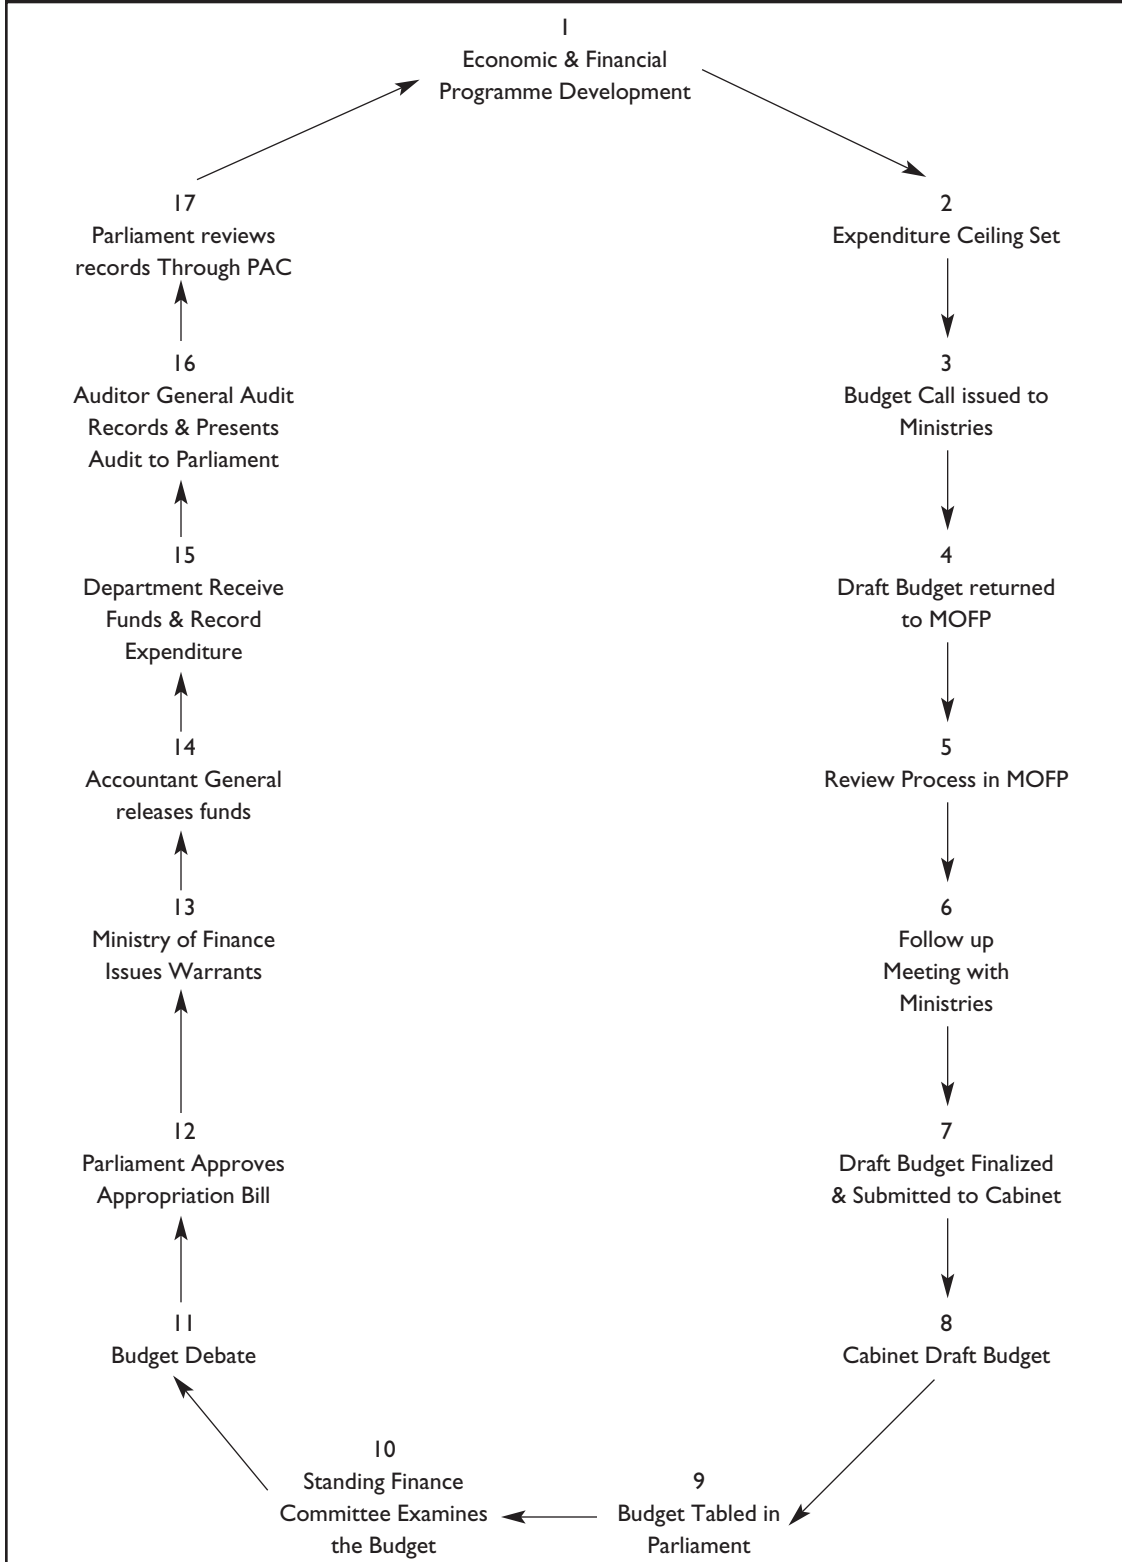 1
Economic & Financial
Programme Development
2
Expenditure Ceiling Set
3
Budget Call issued to
Ministries
4
Draft Budget returned
to MOFP
5
Review Process in MOFP
6
Follow up
Meeting with
Ministries
7
Draft Budget Finalized
& Submitted to Cabinet
8
Cabinet Draft Budget
9
Budget Tabled in
Parliament
10
Standing Finance
Committee Examines
the Budget
11
Budget Debate
12
Parliament Approves
Appropriation Bill
13
Ministry of Finance
Issues Warrants
14
Accountant General
releases funds
15
Department Receive
Funds & Record
Expenditure
16
Auditor General Audit
Records & Presents
Audit to Parliament
17
Parliament reviews
records Through PAC